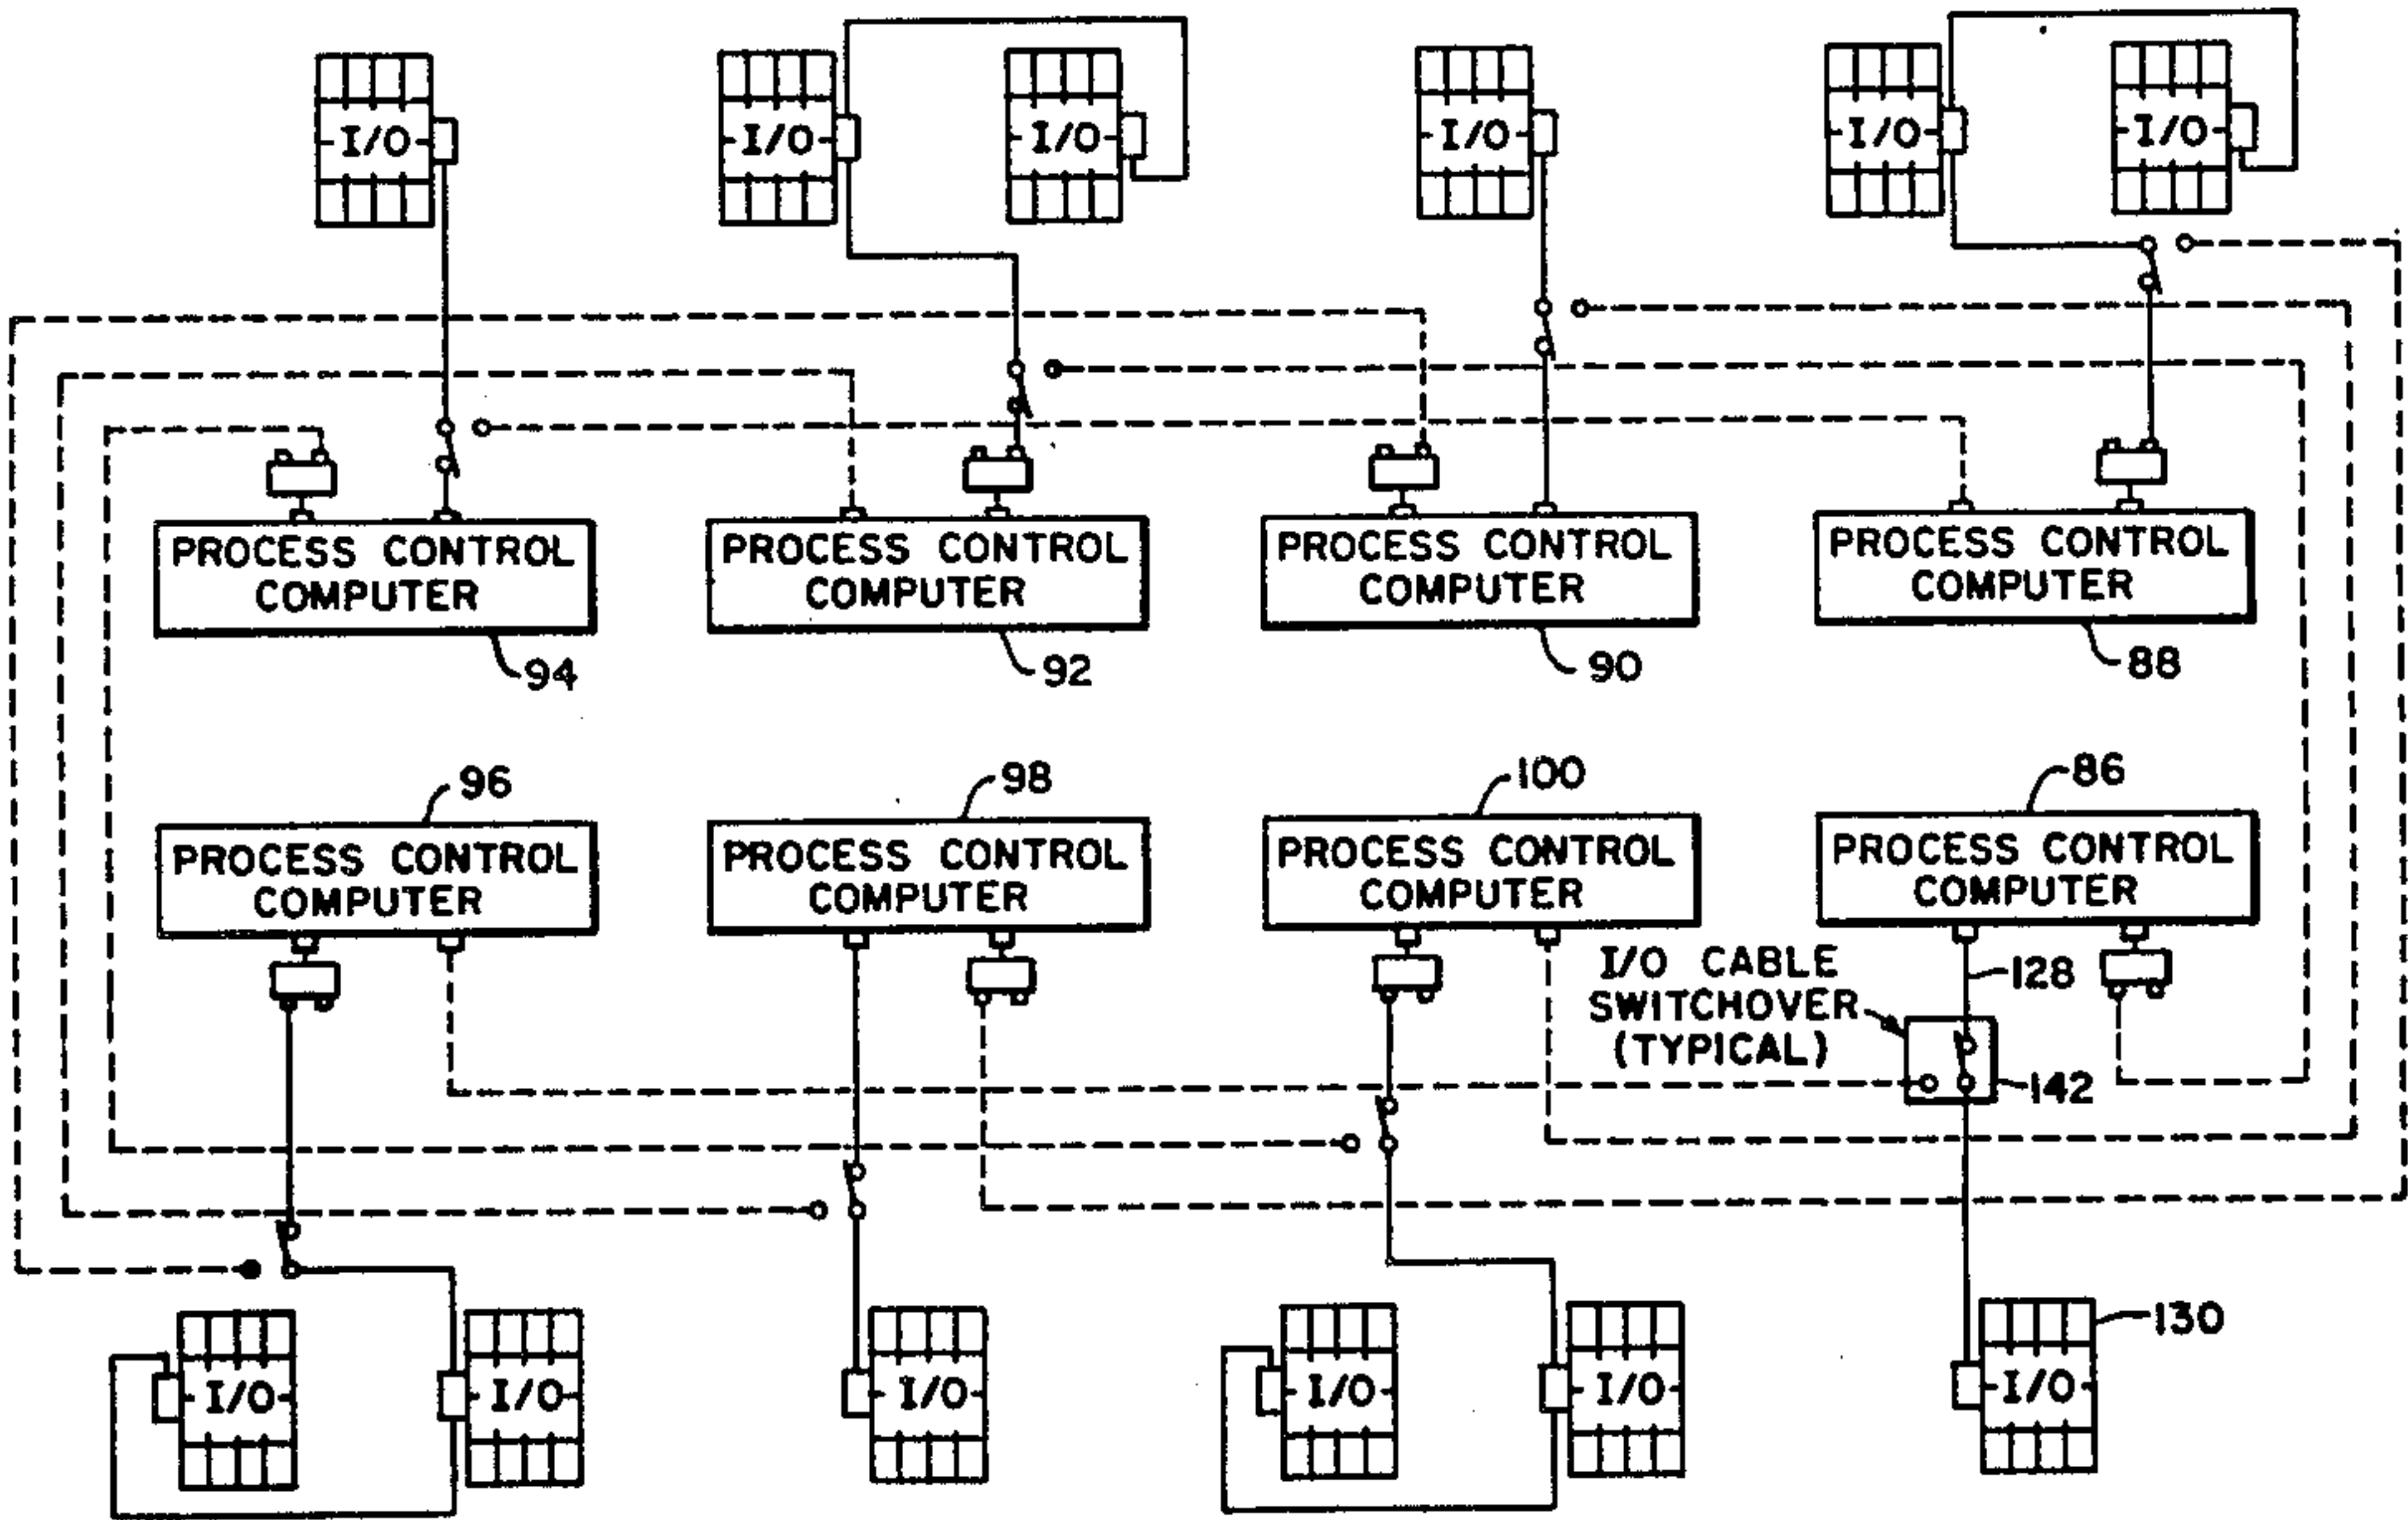 I/O
I/O
I/O
I/O
I/O
I/O
PROCESS CONTROL
COMPUTER
PROCESS CONTROL
COMPUTER
PROCESS CONTROL
COMPUTER
PROCESS CONTROL
COMPUTER
94
92
90
88
96
98
100
86
PROCESS CONTROL
COMPUTER
PROCESS CONTROL
COMPUTER
PROCESS CONTROL
COMPUTER
PROCESS CONTROL
COMPUTER
I/O CABLE
SWITCHOVER
(TYPICAL)
128
142
130
I/O
I/O
I/O
I/O
I/O
I/O